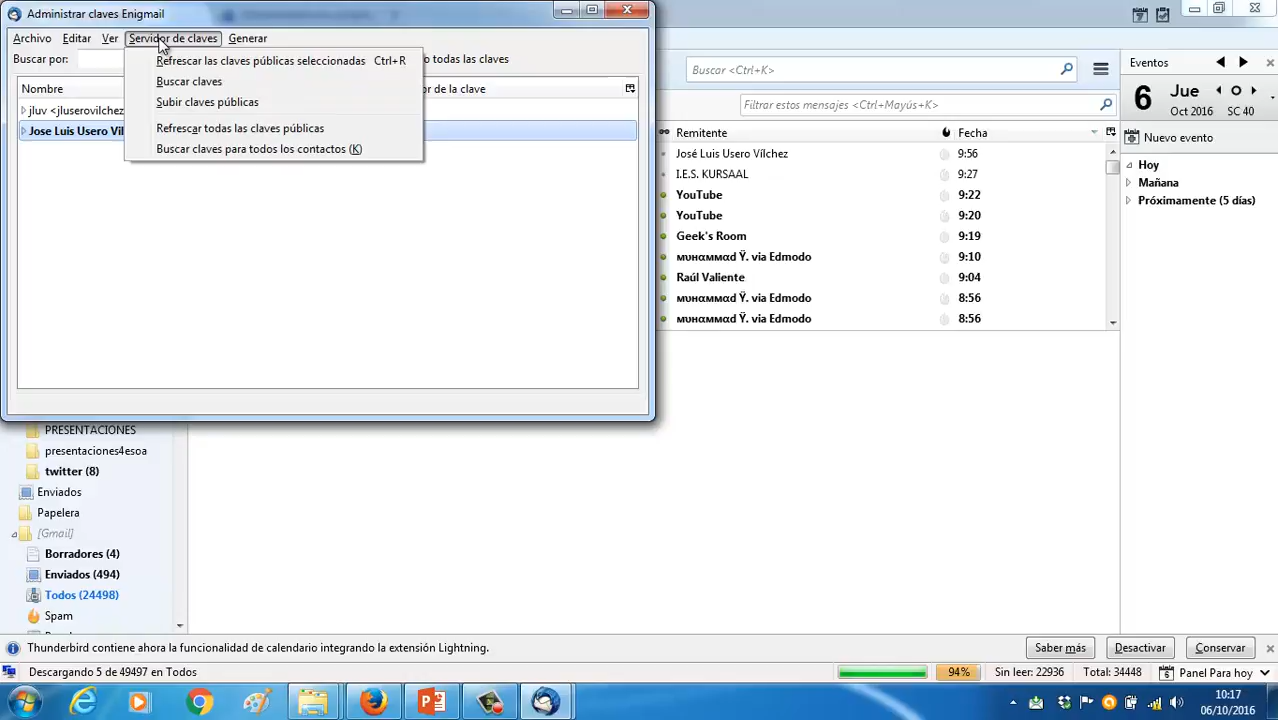 Administrar claves Enigmail
Archivo Editar Ver Servidor de claves Generar
Buscar por: todas las claves
Refrescar las claves públicas seleccionadas Ctrl+R
Buscar claves
Subir claves públicas
Refrescar todas las claves públicas
Buscar claves para todos los contactos (K)
Nombre de la clave
jluv <jluserovilchez
Jose Luis Usero Vil
Buscar <Ctrl+K>
Filtrar estos mensajes <Ctrl+Mayús+K>
Remitente Fecha
José Luis Usero Vílchez 9:56
I.E.S. KURSAAL 9:27
YouTube 9:22
YouTube 9:20
Geek's Room 9:19
мυнαммαd Ÿ. via Edmodo 9:10
Raúl Valiente 9:04
мυнαммαd Ÿ. via Edmodo 8:56
мυнαммαd Ÿ. via Edmodo 8:56
Eventos
6 Jue
Oct 2016 SC 40
Nuevo evento
Hoy
Mañana
Próximamente (5 días)
PRESENTACIONES
presentaciones4esoa
twitter (8)
Enviados
Papelera
[Gmail]
Borradores (4)
Enviados (494)
Todos (24498)
Spam
Thunderbird contiene ahora la funcionalidad de calendario integrando la extensión Lightning.
Saber más Desactivar Conservar
Descargando 5 de 49497 en Todos 94% Sin leer: 22936 Total: 34448 6 Panel Para hoy
10:17
06/10/2016